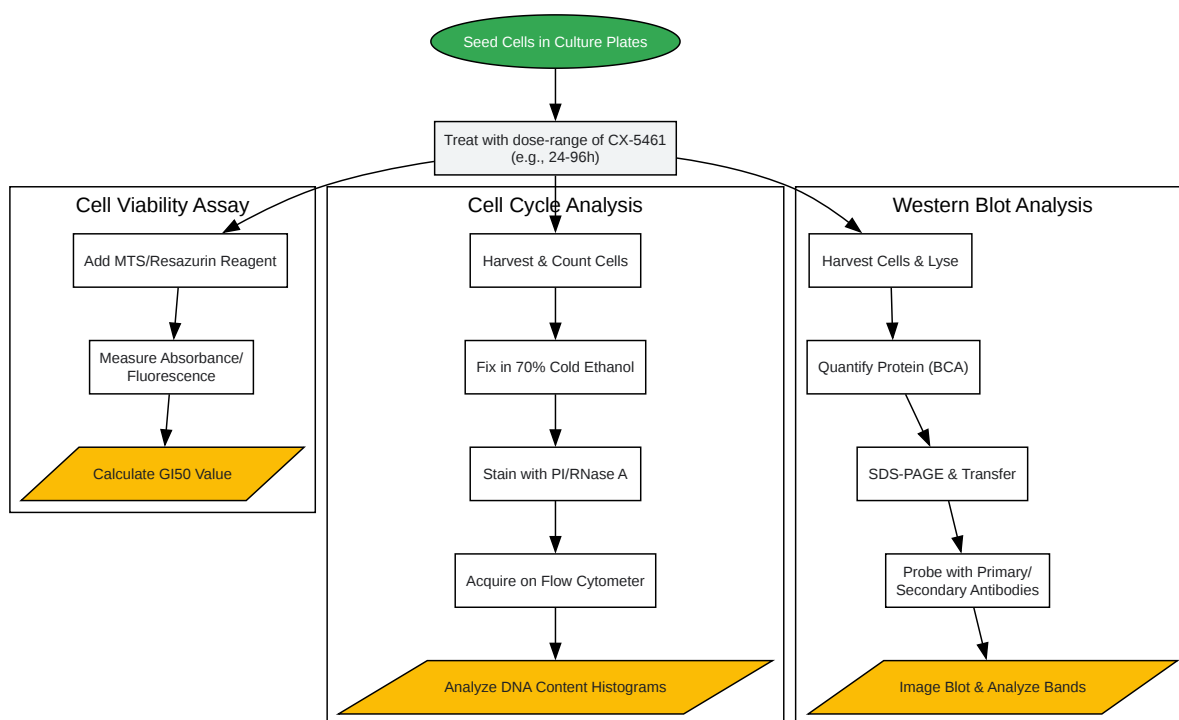 Seed Cells in Culture Plates
Treat with dose-range of CX-5461
(e.g., 24-96h)
Cell Viability Assay
Add MTS/Resazurin Reagent
Measure Absorbance/
Fluorescence
Calculate GI50 Value
Cell Cycle Analysis
Harvest & Count Cells
Fix in 70% Cold Ethanol
Stain with PI/RNase A
Acquire on Flow Cytometer
Analyze DNA Content Histograms
Western Blot Analysis
Harvest Cells & Lyse
Quantify Protein (BCA)
SDS-PAGE & Transfer
Probe with Primary/
Secondary Antibodies
Image Blot & Analyze Bands